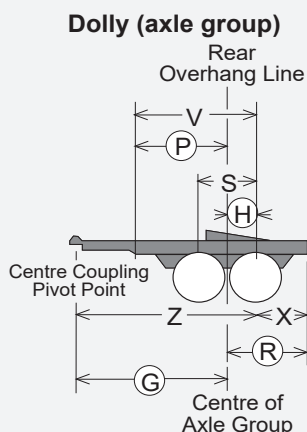 Dolly (axle group)
Rear
Overhang Line
V
P
S
H
Centre Coupling
Pivot Point
Z
X
R
G
Centre of
Axle Group